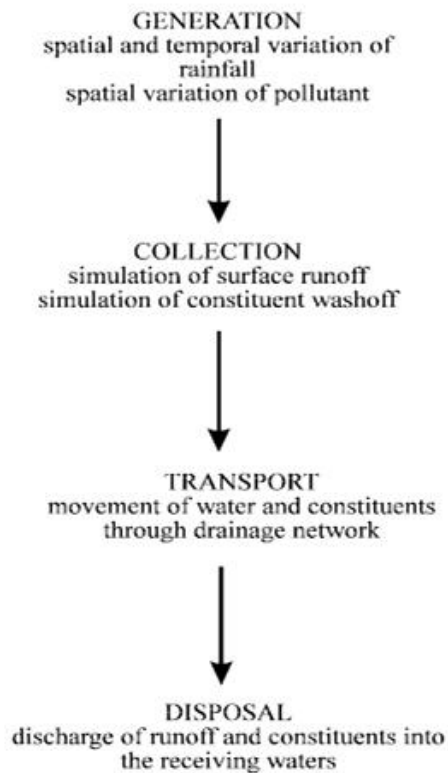 GENERATION
spatial and temporal variation of
rainfall
spatial variation of pollutant
COLLECTION
simulation of surface runoff
simulation of constituent washoff
TRANSPORT
movement of water and constituents
through drainage network
DISPOSAL
discharge of runoff and constituents into
the receiving waters